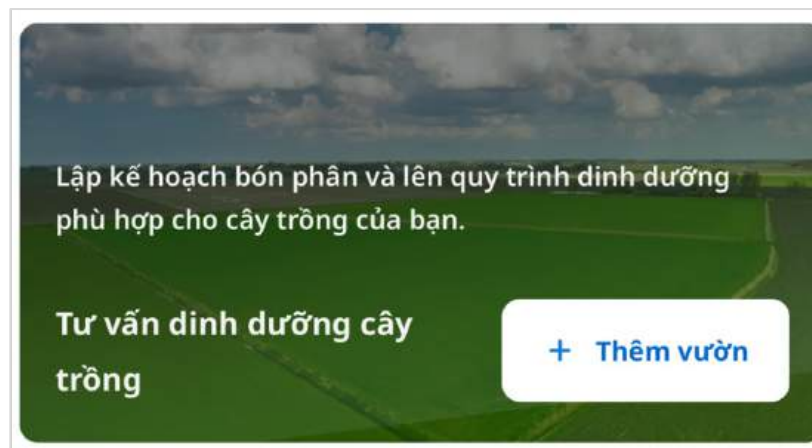 Lập kế hoạch bón phân và lên quy trình dinh dưỡng
phù hợp cho cây trồng của bạn.
Tư vấn dinh dưỡng cây
trồng
+ Thêm vườn